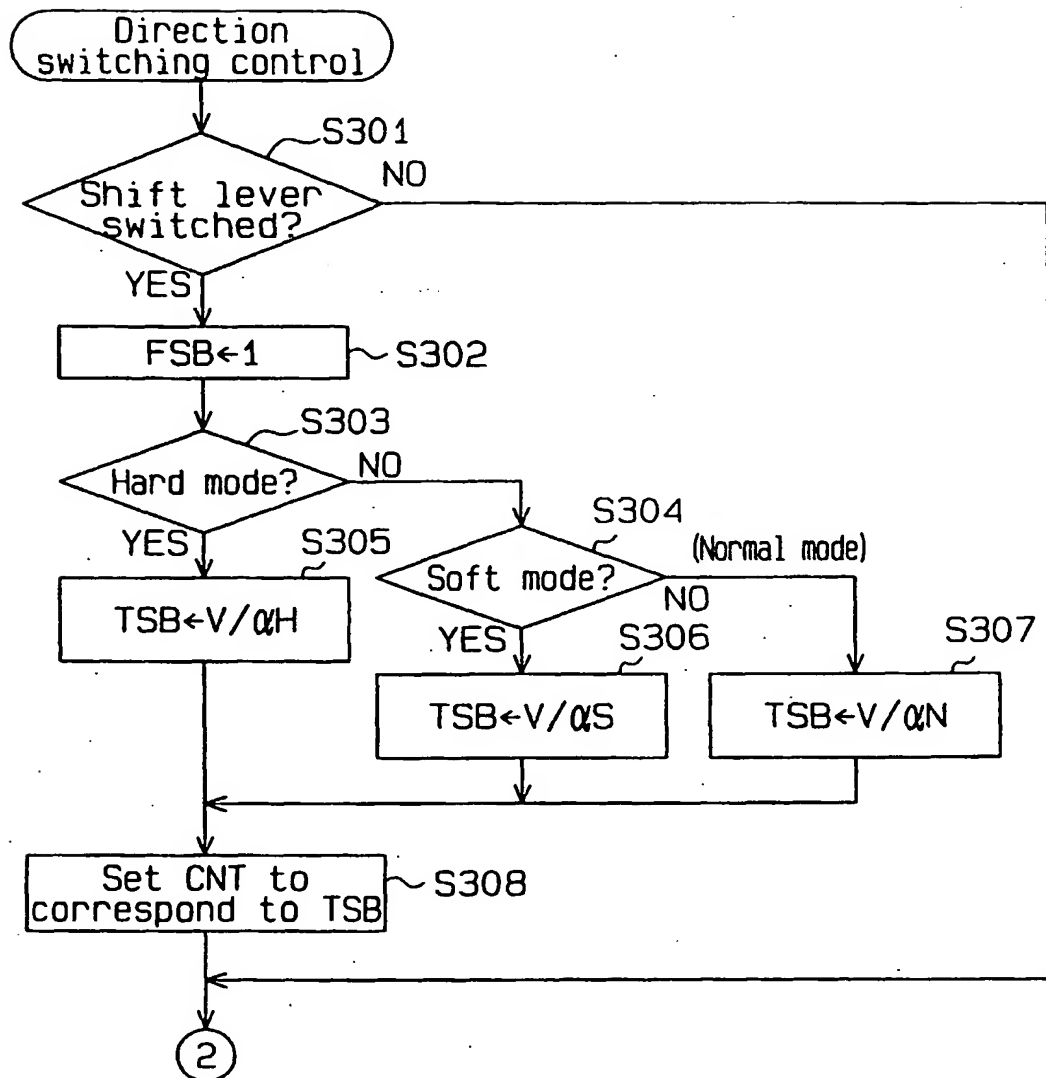 Direction
switching control
S301
NO
Shift lever
switched?
YES
FSB←1
S302
S303
NO
Hard mode?
YES
S304
(Normal mode)
Soft mode?
NO
YES
S305
TSB←V/αH
S306
TSB←V/αS
S307
TSB←V/αN
Set CNT to
correspond to TSB
S308
2